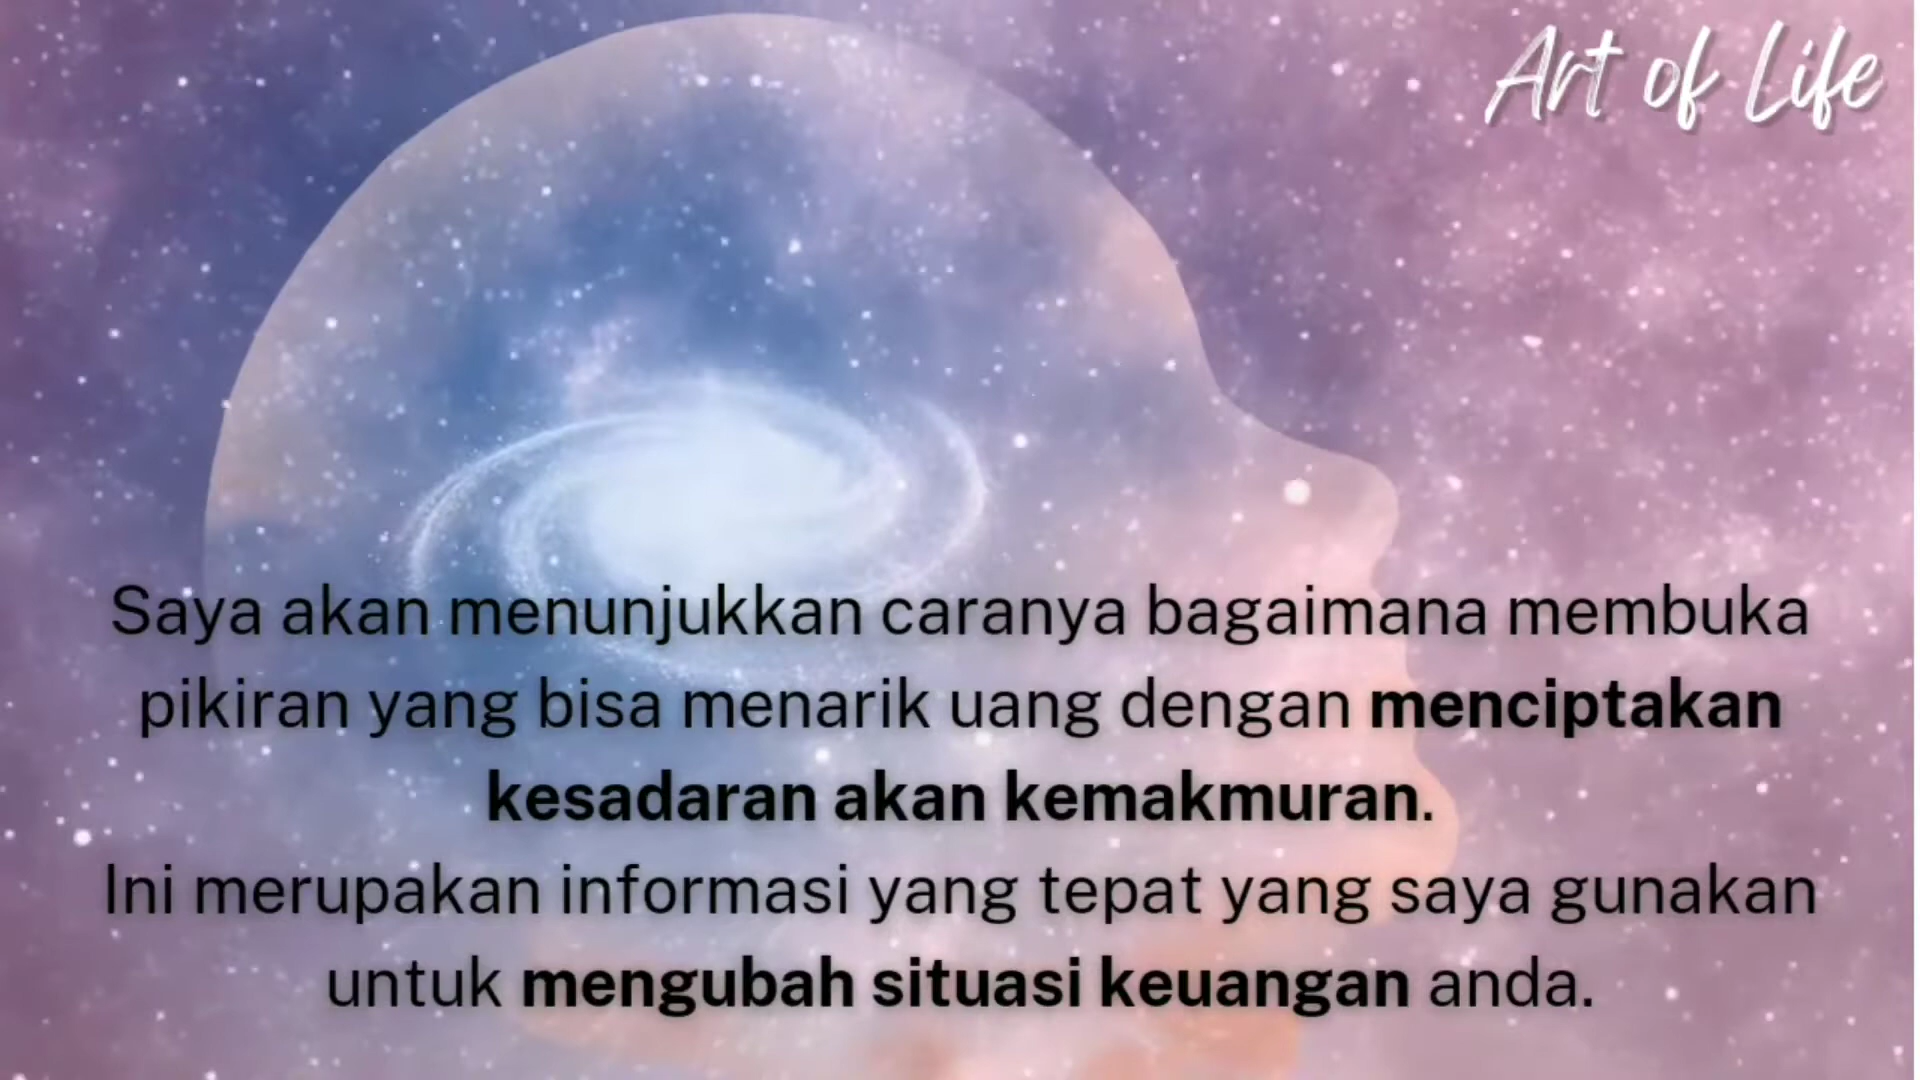 Art of Life
Saya akan menunjukkan caranya bagaimana membuka
pikiran yang bisa menarik uang dengan menciptakan
kesadaran akan kemakmuran.
Ini merupakan informasi yang tepat yang saya gunakan
untuk mengubah situasi keuangan anda.